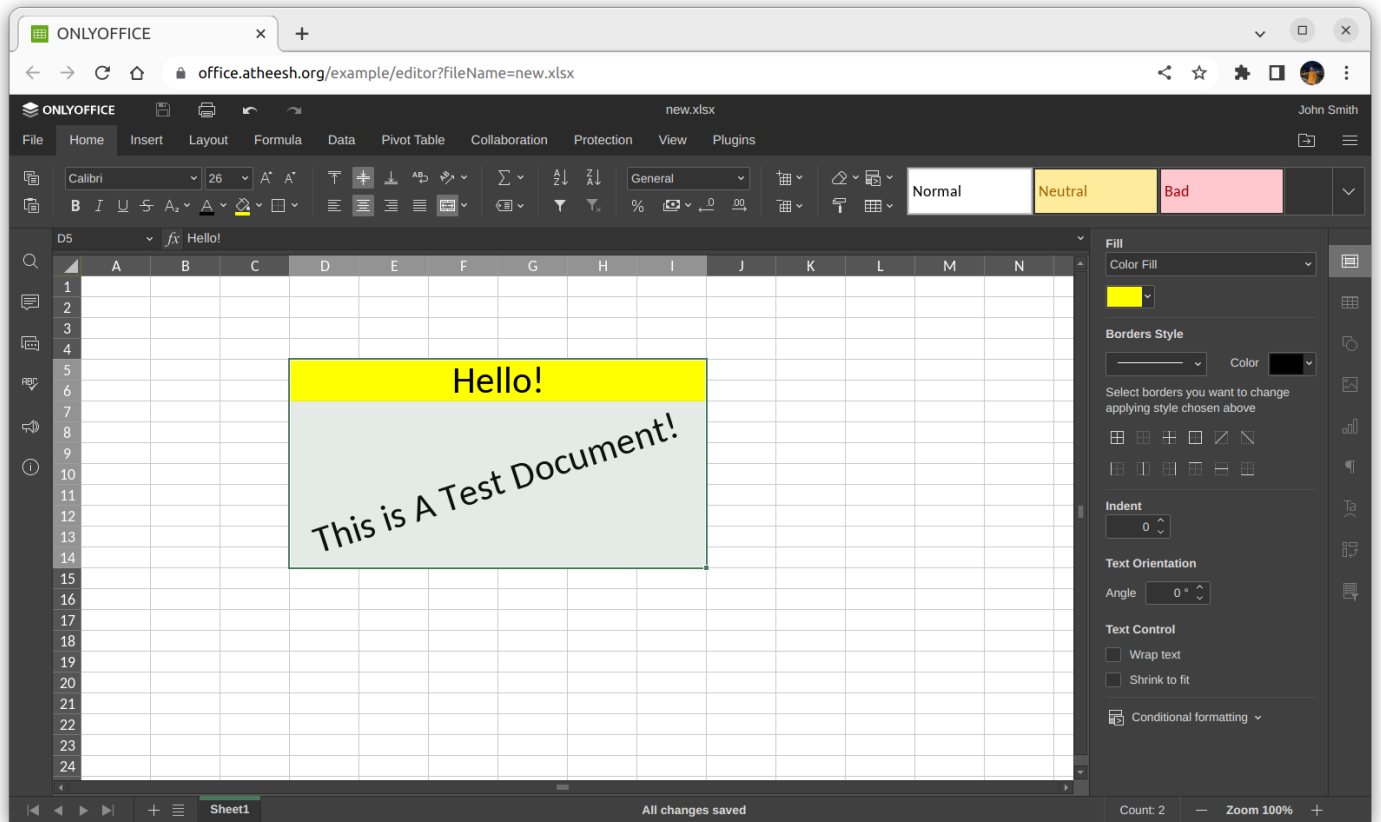 ONLYOFFICE
office.atheesh.org/example/editor?fileName=new.xlsx
ONLYOFFICE
new.xlsx
John Smith
File Home Insert Layout Formula Data Pivot Table Collaboration Protection View Plugins
Calibri 26 General
Normal Neutral Bad
D5 fx Hello!
A B C D E F G H I J K L M N
1
2
3
4
5
6
7
8
9
10
11
12
13
14
15
16
17
18
19
20
21
22
23
24
Hello!
This is A Test Document!
Fill
Color Fill
Borders Style
Color
Select borders you want to change
applying style chosen above
Indent
0
Text Orientation
Angle 0 °
Text Control
Wrap text
Shrink to fit
Conditional formatting
Sheet1
All changes saved
Count: 2
Zoom 100%